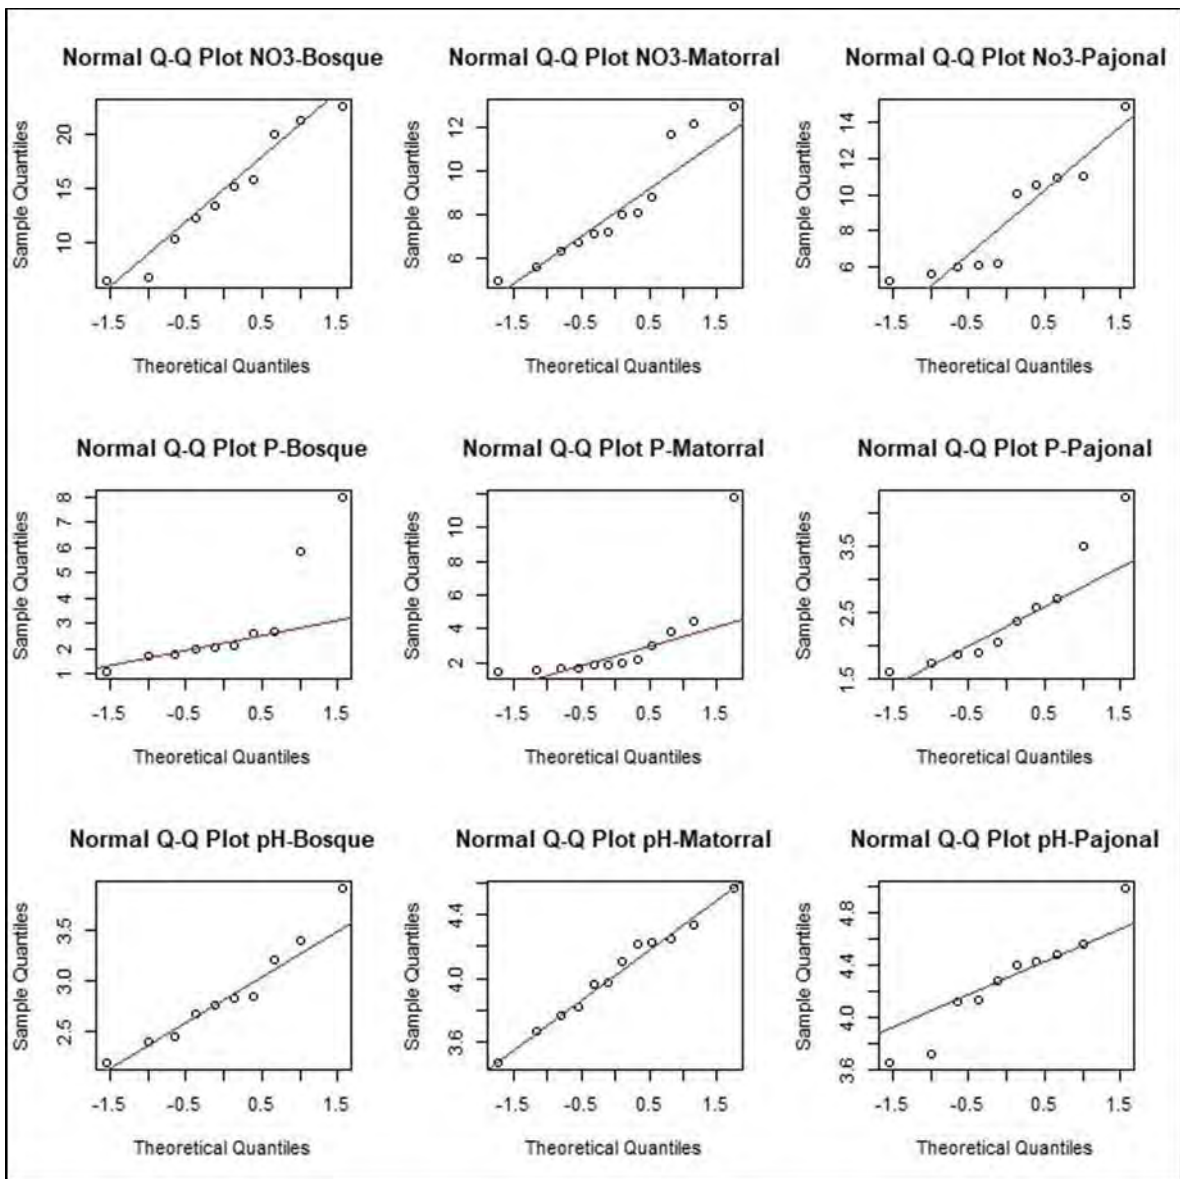 Normal Q-Q Plot NO3-Bosque
Normal Q-Q Plot NO3-Matorral
Normal Q-Q Plot No3-Pajonal
Sample Quantiles
10 15 20
-1.5 -0.5 0.5 1.5
Theoretical Quantiles
Sample Quantiles
6 8 10 12
-1.5 -0.5 0.5 1.5
Theoretical Quantiles
Sample Quantiles
6 8 10 12 14
-1.5 -0.5 0.5 1.5
Theoretical Quantiles
Normal Q-Q Plot P-Bosque
Normal Q-Q Plot P-Matorral
Normal Q-Q Plot P-Pajonal
Sample Quantiles
1 2 3 4 5 6 7 8
-1.5 -0.5 0.5 1.5
Theoretical Quantiles
Sample Quantiles
2 4 6 8 10
-1.5 -0.5 0.5 1.5
Theoretical Quantiles
Sample Quantiles
1.5 2.5 3.5
-1.5 -0.5 0.5 1.5
Theoretical Quantiles
Normal Q-Q Plot pH-Bosque
Normal Q-Q Plot pH-Matorral
Normal Q-Q Plot pH-Pajonal
Sample Quantiles
2.5 3.0 3.5
-1.5 -0.5 0.5 1.5
Theoretical Quantiles
Sample Quantiles
3.6 4.0 4.4
-1.5 -0.5 0.5 1.5
Theoretical Quantiles
Sample Quantiles
3.6 4.0 4.4 4.8
-1.5 -0.5 0.5 1.5
Theoretical Quantiles